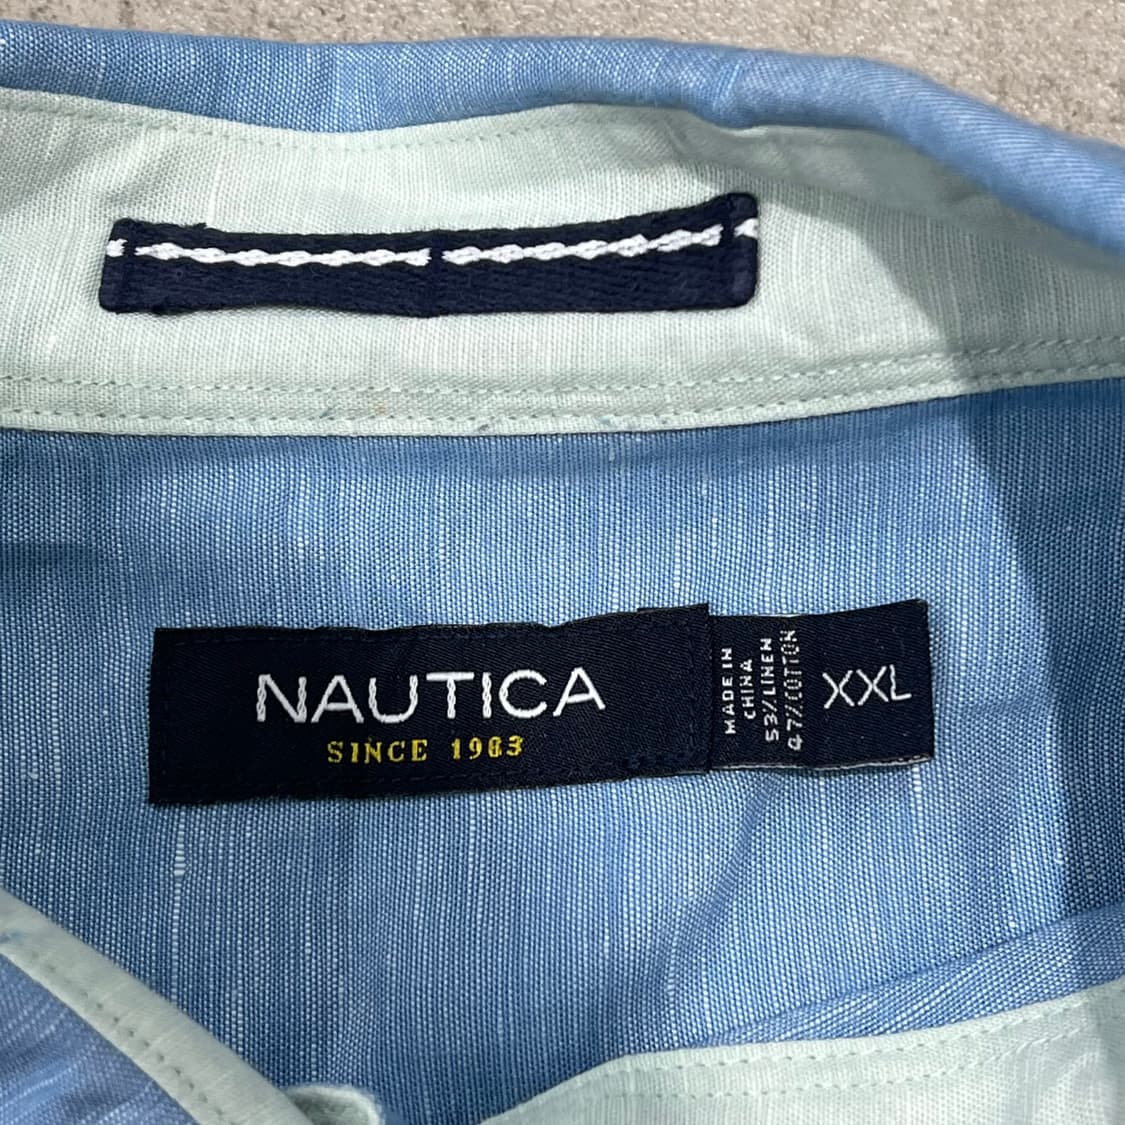 NAUTICA
SINCE 1983
MADE IN
CHINA
53% LINEN
47% COTTON
XXL